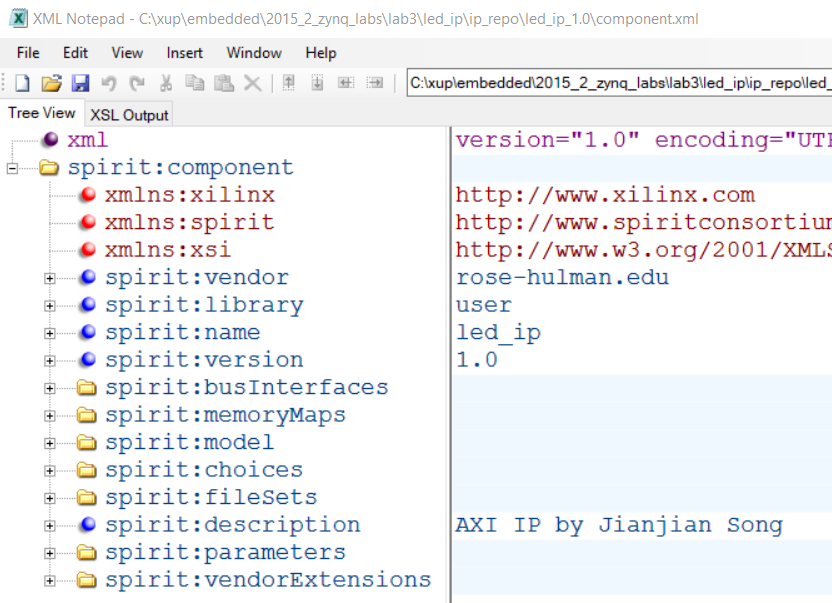 XML Notepad - C:\xup\embedded\2015_2_zynq_labs\lab3\led_ip\ip_repo\led_ip_1.0\component.xml
File Edit View Insert Window Help
C:\xup\embedded\2015_2_zynq_labs\lab3\led_ip\ip_repo\led_
Tree View XSL Output
xml version="1.0" encoding="UTF
spirit:component
xmlns:xilinx http://www.xilinx.com
xmlns:spirit http://www.spiritconsortium
xmlns:xsi http://www.w3.org/2001/XMLS
spirit:vendor rose-hulman.edu
spirit:library user
spirit:name led_ip
spirit:version 1.0
spirit:busInterfaces
spirit:memoryMaps
spirit:model
spirit:choices
spirit:fileSets
spirit:description AXI IP by Jianjian Song
spirit:parameters
spirit:vendorExtensions